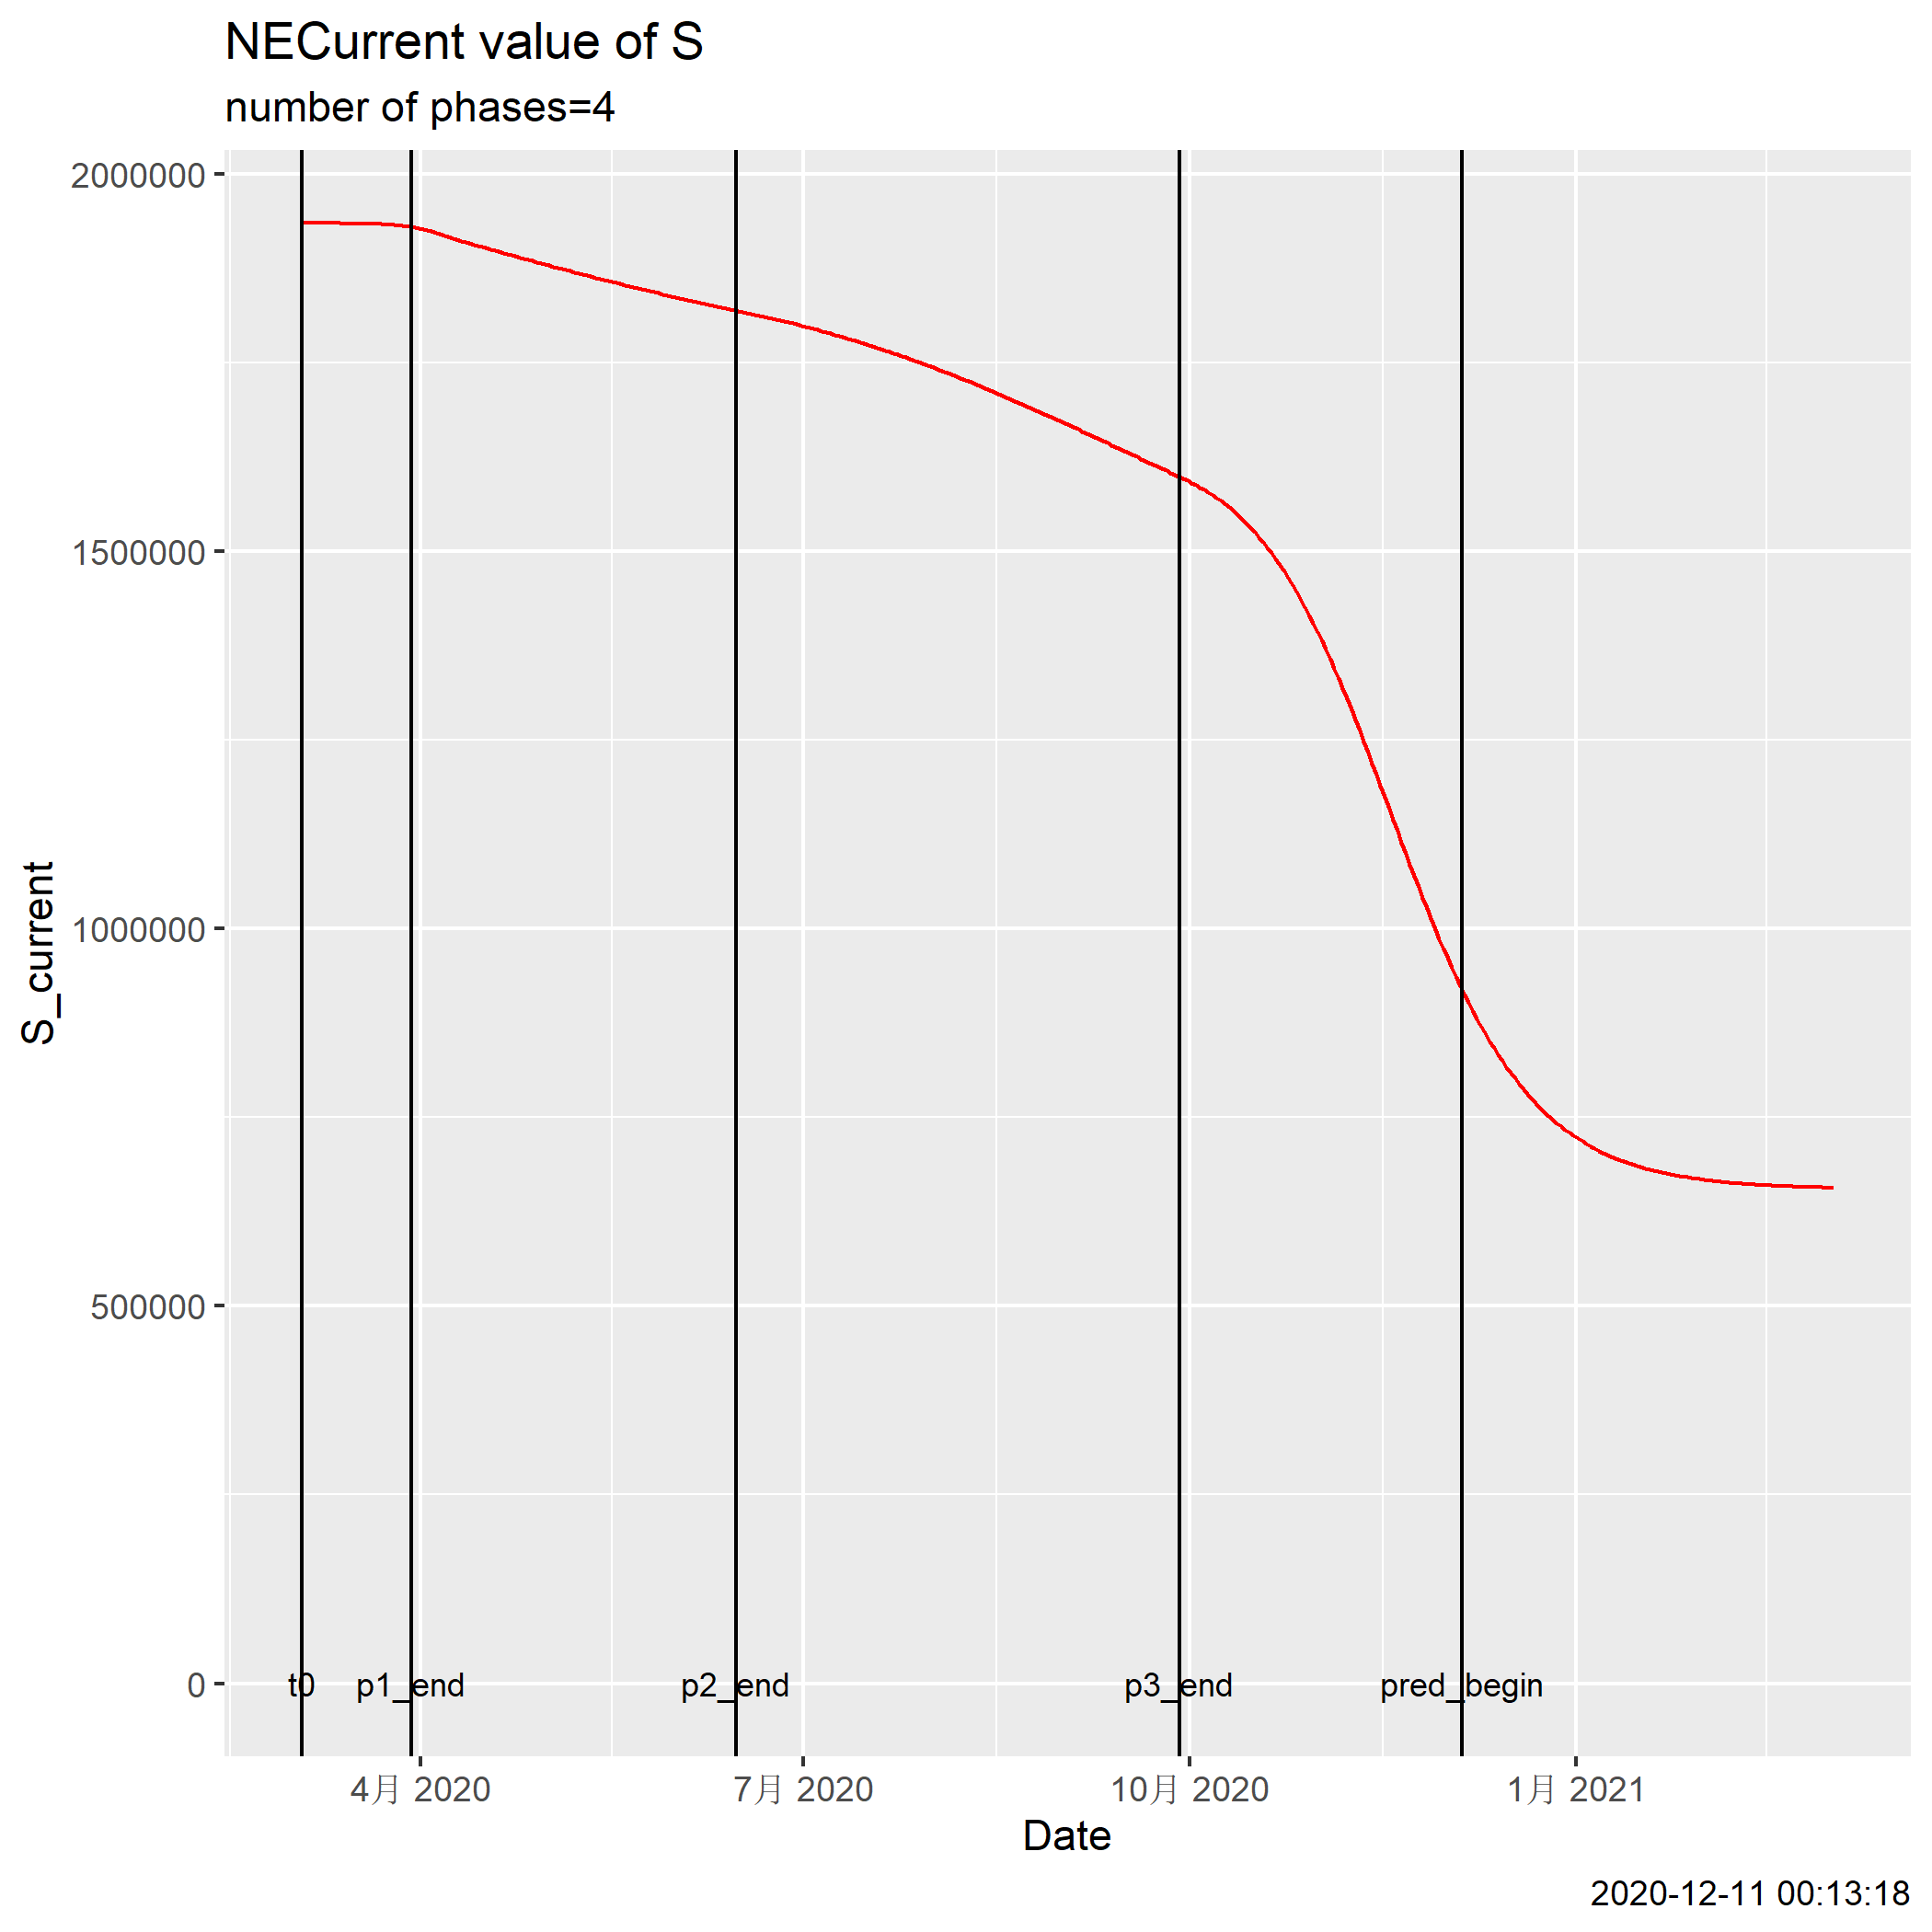 NECurrent value of S
number of phases=4
2000000
1500000
1000000
500000
0
S_current
t0 p1_end p2_end p3_end pred_begin
4月 2020 7月 2020 10月 2020 1月 2021
Date
2020-12-11 00:13:18